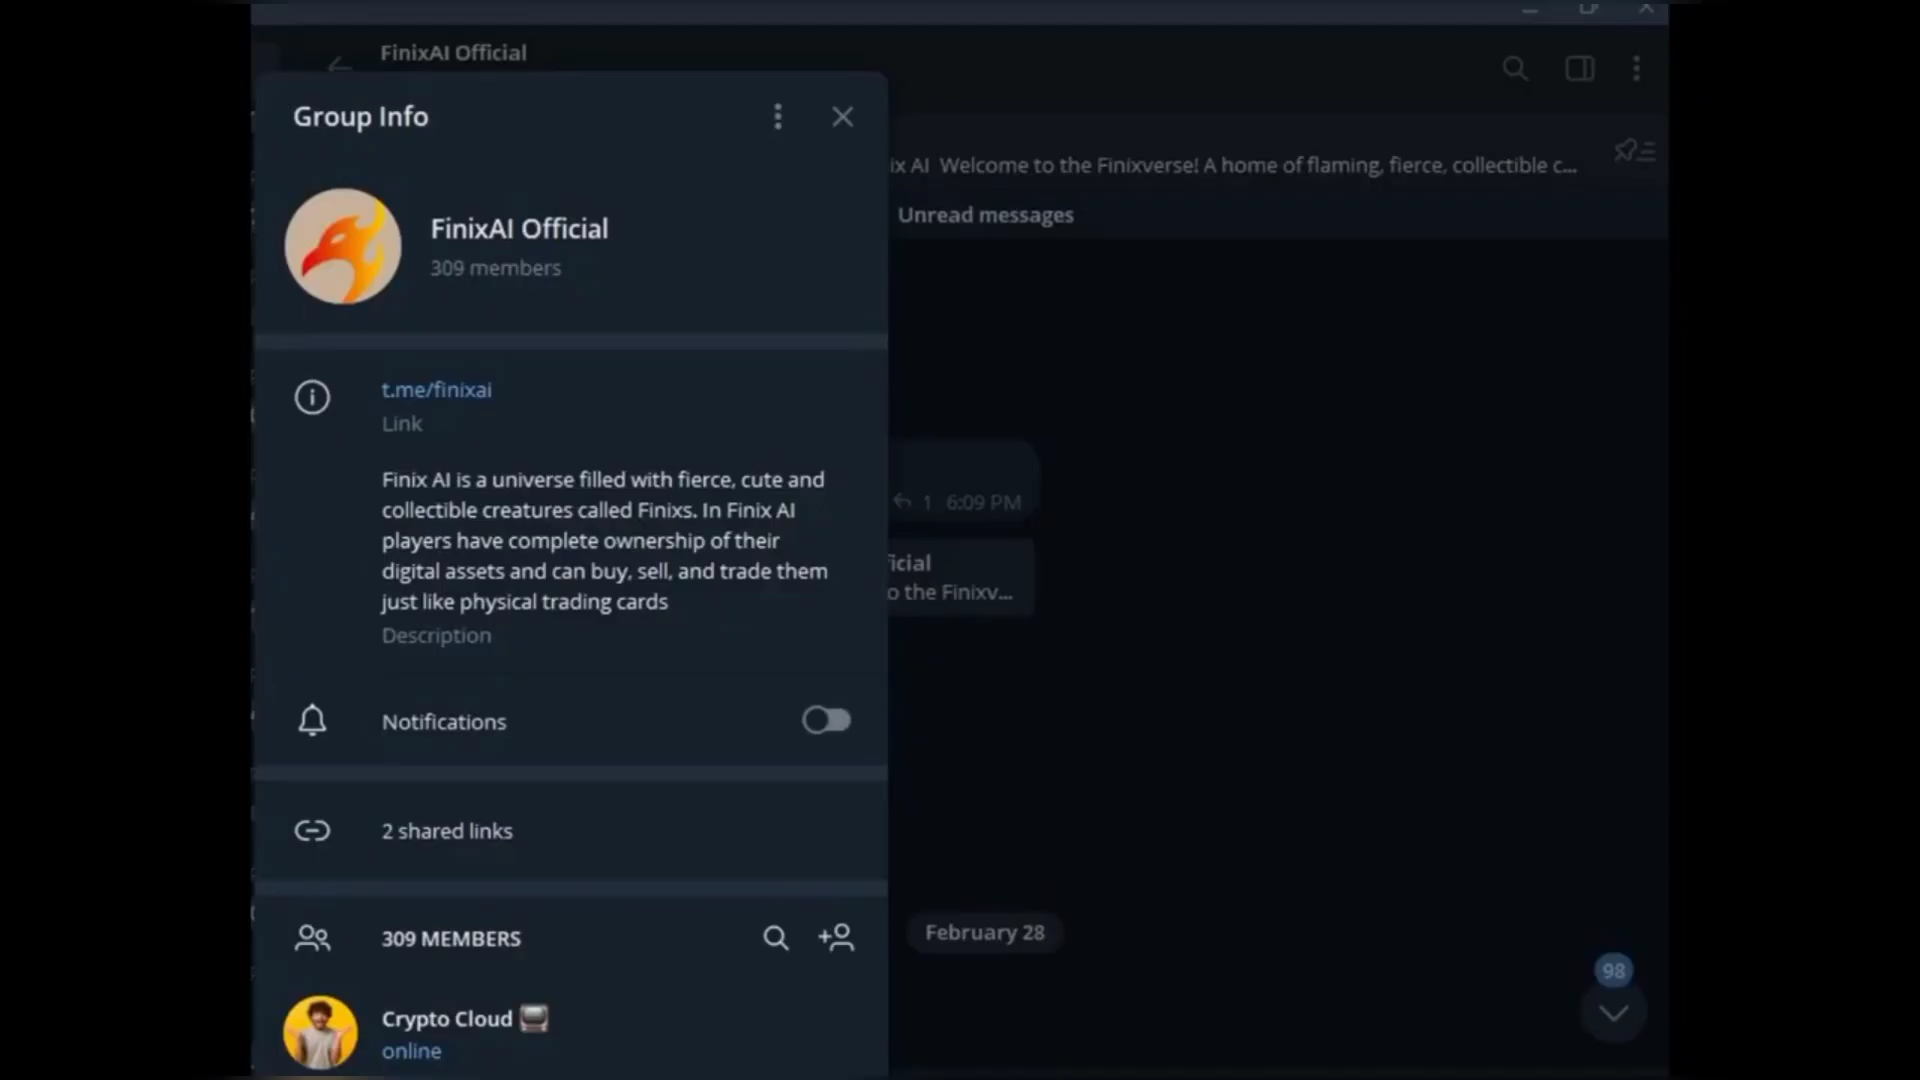 FinixAI Official
Group Info
FinixAI Official
309 members
t.me/finixai
Link
Finix AI is a universe filled with fierce, cute and
collectible creatures called Finixs. In Finix AI
players have complete ownership of their
digital assets and can buy, sell, and trade them
just like physical trading cards
Description
Notifications
2 shared links
309 MEMBERS
Crypto Cloud
online
ix AI Welcome to the Finixverse! A home of flaming, fierce, collectible c...
Unread messages
1 6:09 PM
icial
o the Finixv...
February 28
98